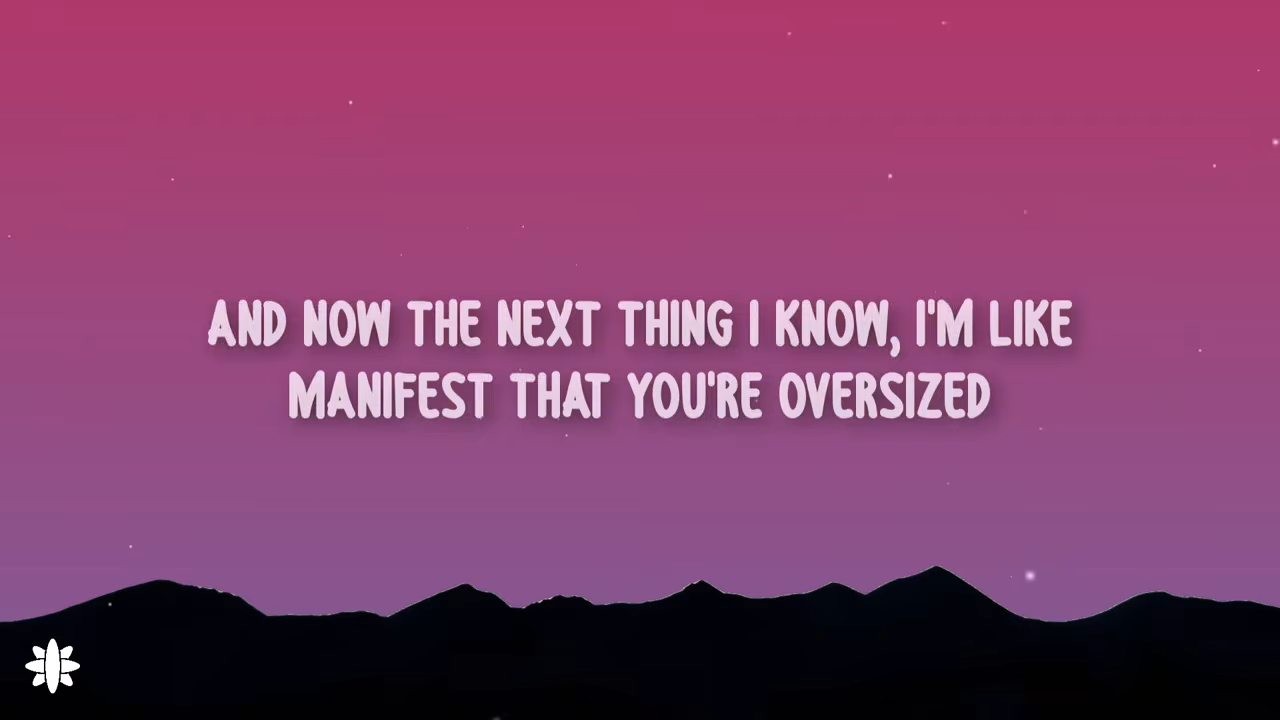 AND NOW THE NEXT THING I KNOW, I'M LIKE
MANIFEST THAT YOU'RE OVERSIZED